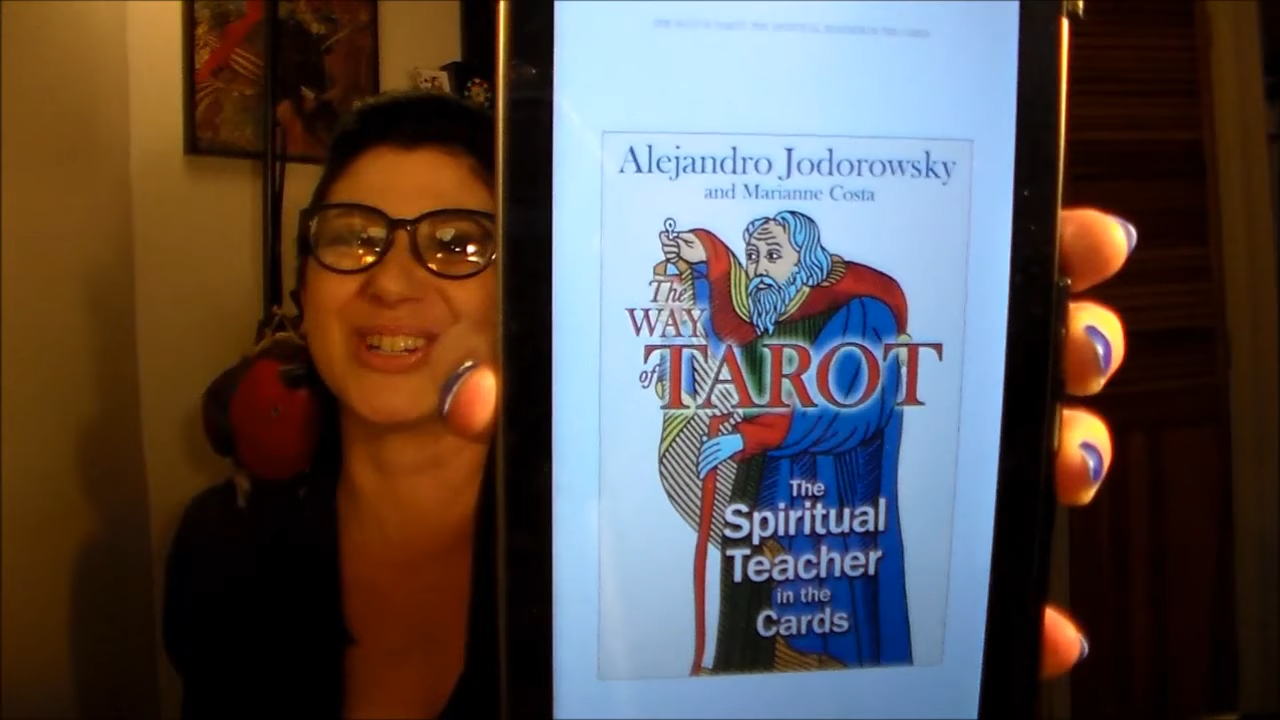 Alejandro Jodorowsky
and Marianne Costa
The
WAY
of TAROT
The
Spiritual
Teacher
in the
Cards